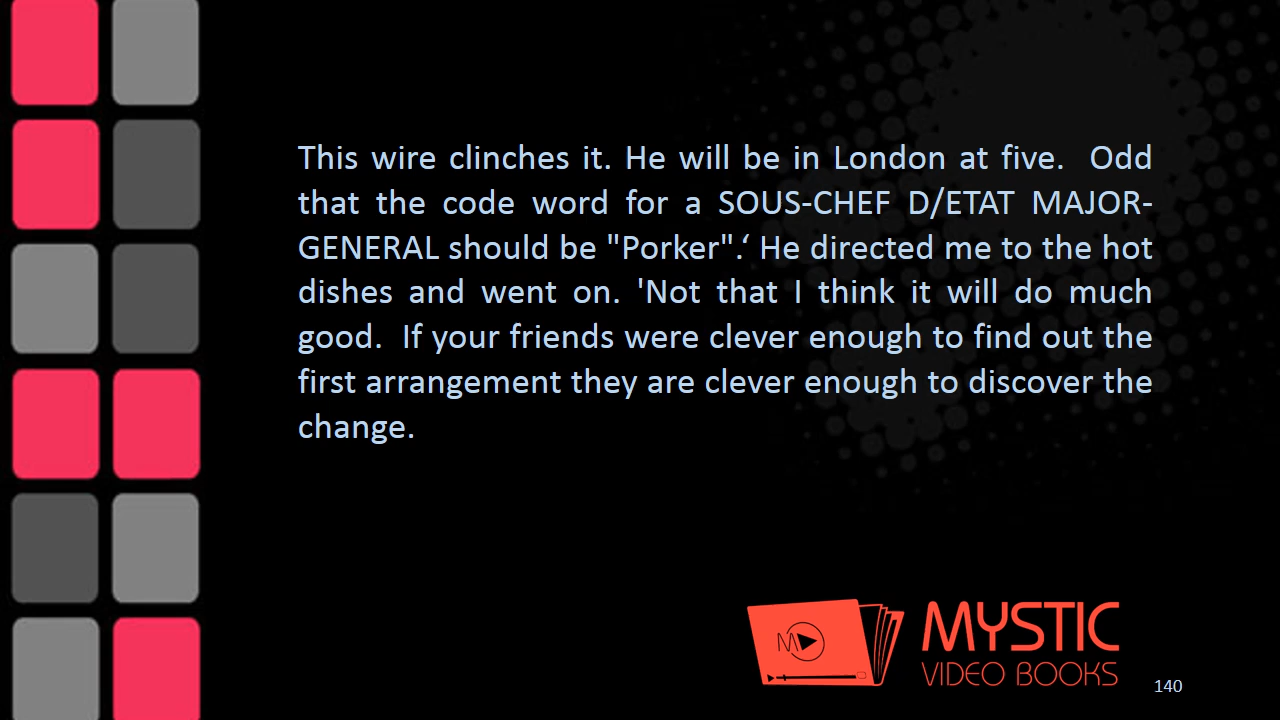 This wire clinches it. He will be in London at five.  Odd
that the code word for a SOUS-CHEF D/ETAT MAJOR-
GENERAL should be "Porker".‘ He directed me to the hot
dishes and went on. 'Not that I think it will do much
good.  If your friends were clever enough to find out the
first arrangement they are clever enough to discover the
change.
M
MYSTIC
VIDEO BOOKS
140